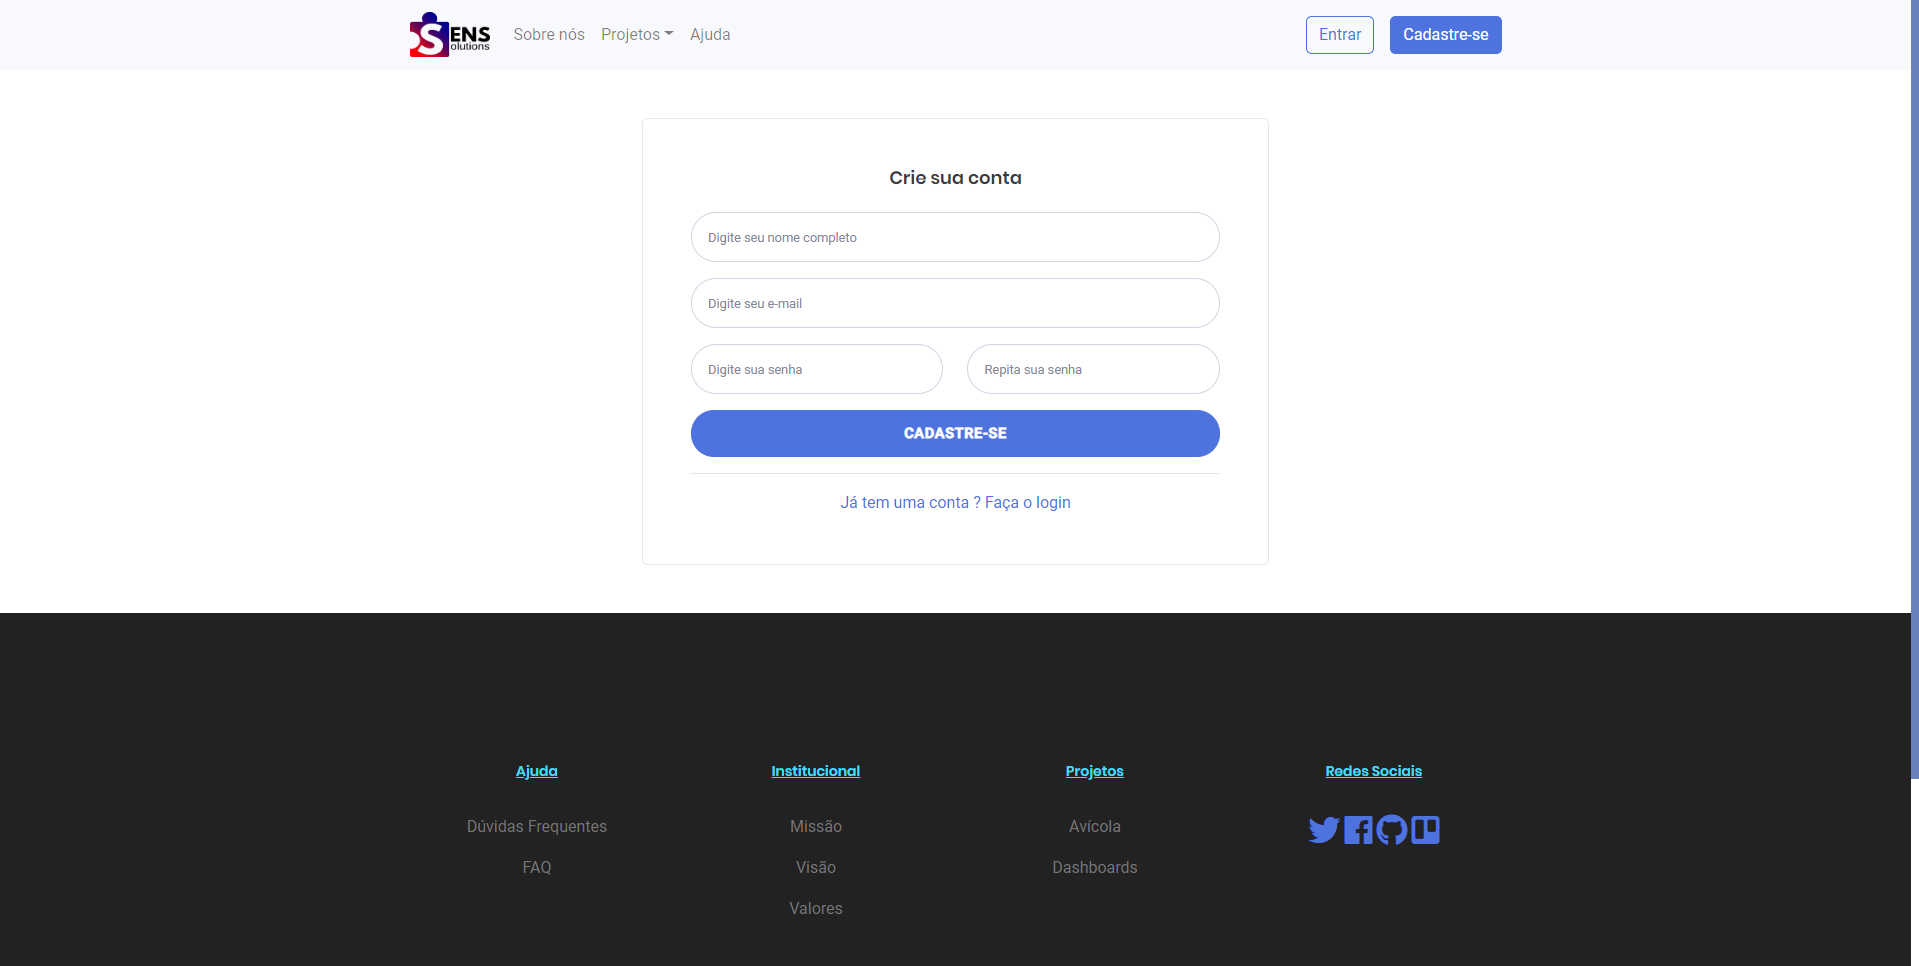 SENS
olutions
Sobre nós
Projetos
Ajuda
Entrar
Cadastre-se
Crie sua conta
Digite seu nome completo
Digite seu e-mail
Digite sua senha
Repita sua senha
CADASTRE-SE
Já tem uma conta ? Faça o login
Ajuda
Dúvidas Frequentes
FAQ
Institucional
Missão
Visão
Valores
Projetos
Avícola
Dashboards
Redes Sociais